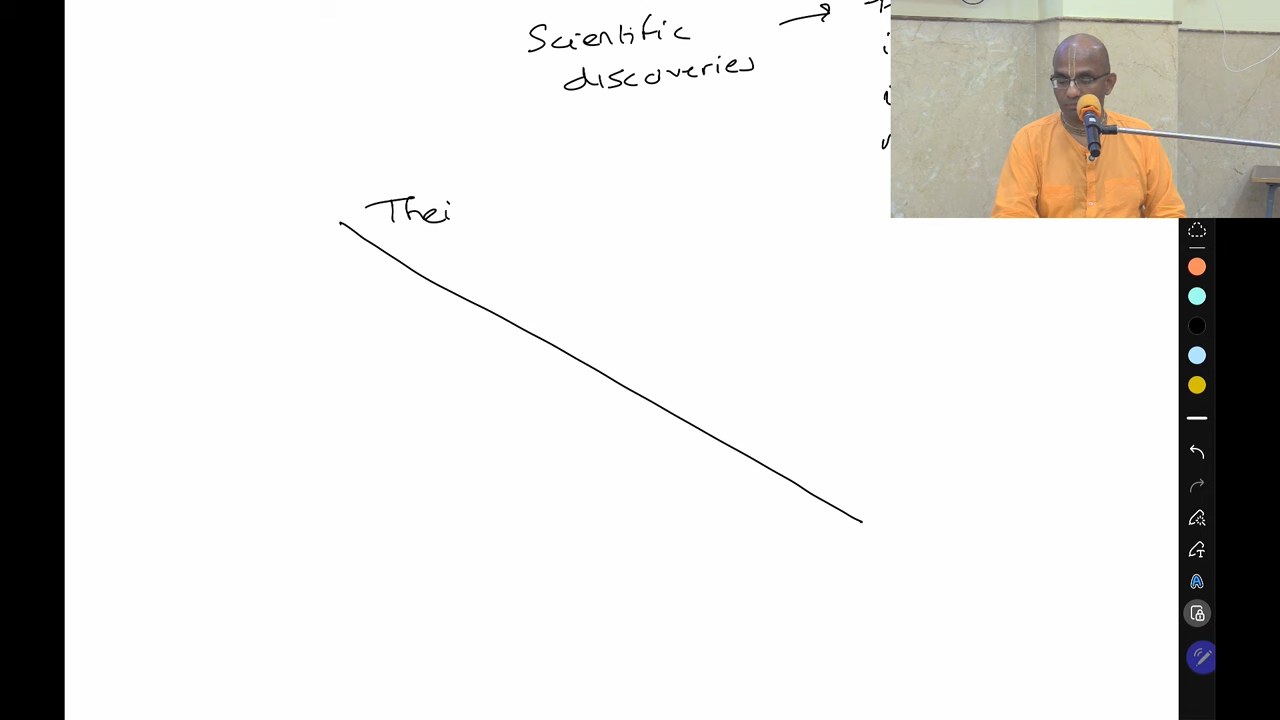 Scientific →
discoveries
Thei